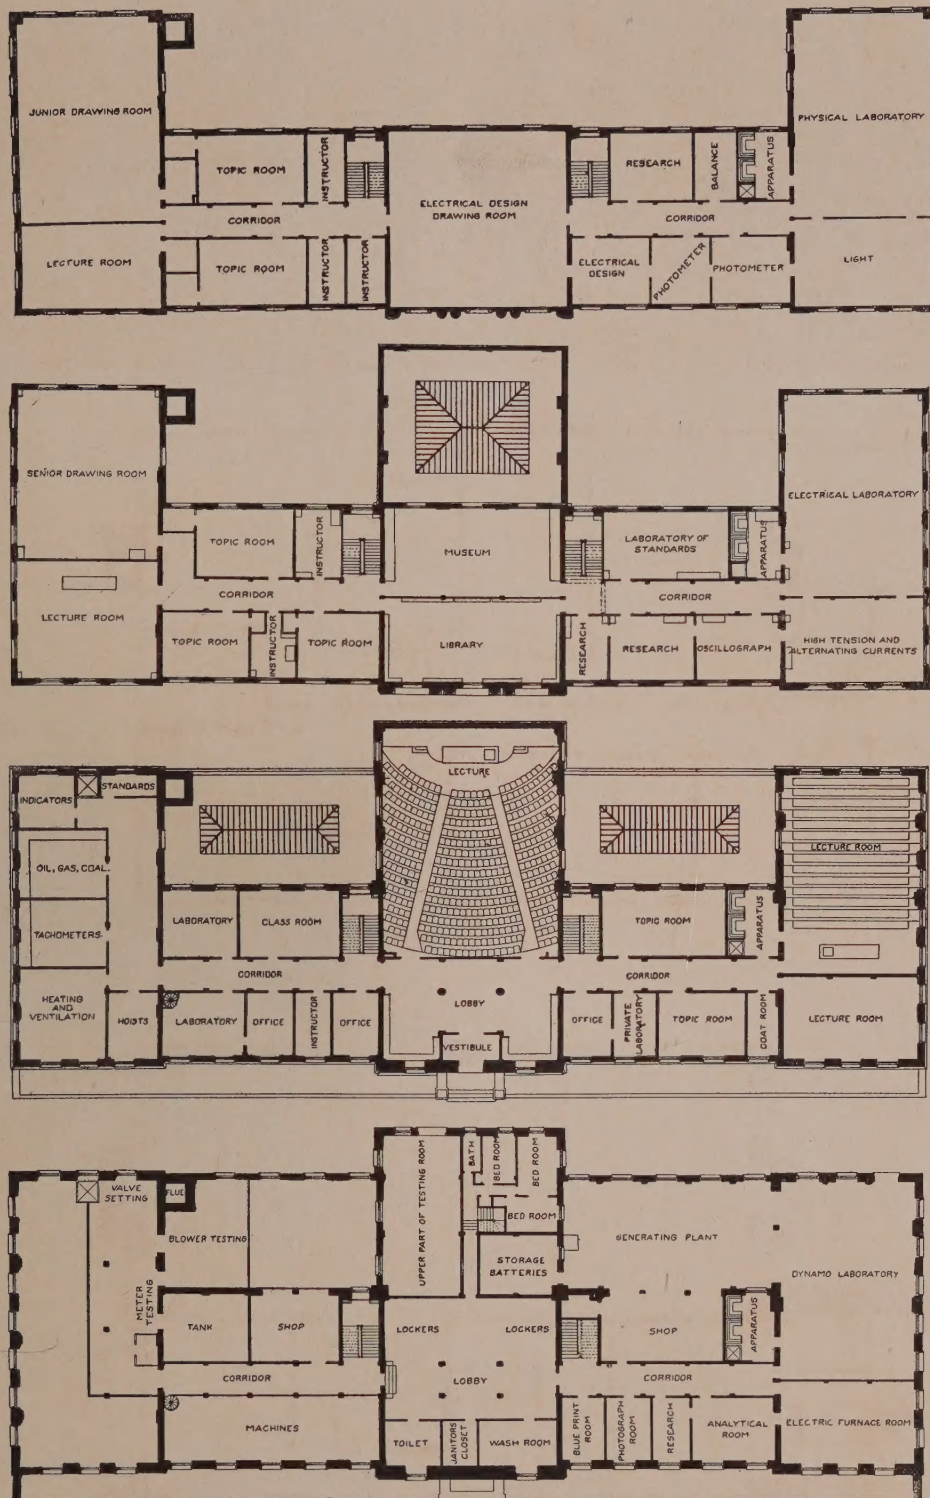 JUNIOR DRAWING ROOM
TOPIC ROOM
INSTRUCTOR
CORRIDOR
LECTURE ROOM
TOPIC ROOM
INSTRUCTOR
INSTRUCTOR
ELECTRICAL DESIGN
DRAWING ROOM
RESEARCH
BALANCE
APPARATUS
PHYSICAL LABORATORY
CORRIDOR
ELECTRICAL
DESIGN
PHOTOMETER
PHOTOMETER
LIGHT
SENIOR DRAWING ROOM
TOPIC ROOM
INSTRUCTOR
CORRIDOR
LECTURE ROOM
TOPIC ROOM
INSTRUCTOR
TOPIC ROOM
MUSEUM
LIBRARY
LABORATORY OF
STANDARDS
APPARATUS
ELECTRICAL LABORATORY
CORRIDOR
RESEARCH
RESEARCH
OSCILLOGRAPH
HIGH TENSION AND
ALTERNATING CURRENTS
INDICATORS
STANDARDS
OIL, GAS, COAL.
TACHOMETERS.
HEATING
AND
VENTILATION
HOISTS
LABORATORY
CLASS ROOM
CORRIDOR
LABORATORY
OFFICE
INSTRUCTOR
OFFICE
LECTURE
LOBBY
VESTIBULE
TOPIC ROOM
APPARATUS
LECTURE ROOM
CORRIDOR
OFFICE
PRIVATE
LABORATORY
TOPIC ROOM
COAT ROOM
LECTURE ROOM
VALVE
SETTING
FLUE
BLOWER TESTING
METER
TESTING
TANK
SHOP
CORRIDOR
MACHINES
UPPER PART OF TESTING ROOM
BATH
BED ROOM
BED ROOM
BED ROOM
STORAGE
BATTERIES
LOCKERS
LOCKERS
LOBBY
TOILET
JANITORS
CLOSET
WASH ROOM
GENERATING PLANT
DYNAMO LABORATORY
SHOP
APPARATUS
CORRIDOR
BLUE PRINT
ROOM
PHOTOGRAPH
ROOM
RESEARCH
ANALYTICAL
ROOM
ELECTRIC FURNACE ROOM